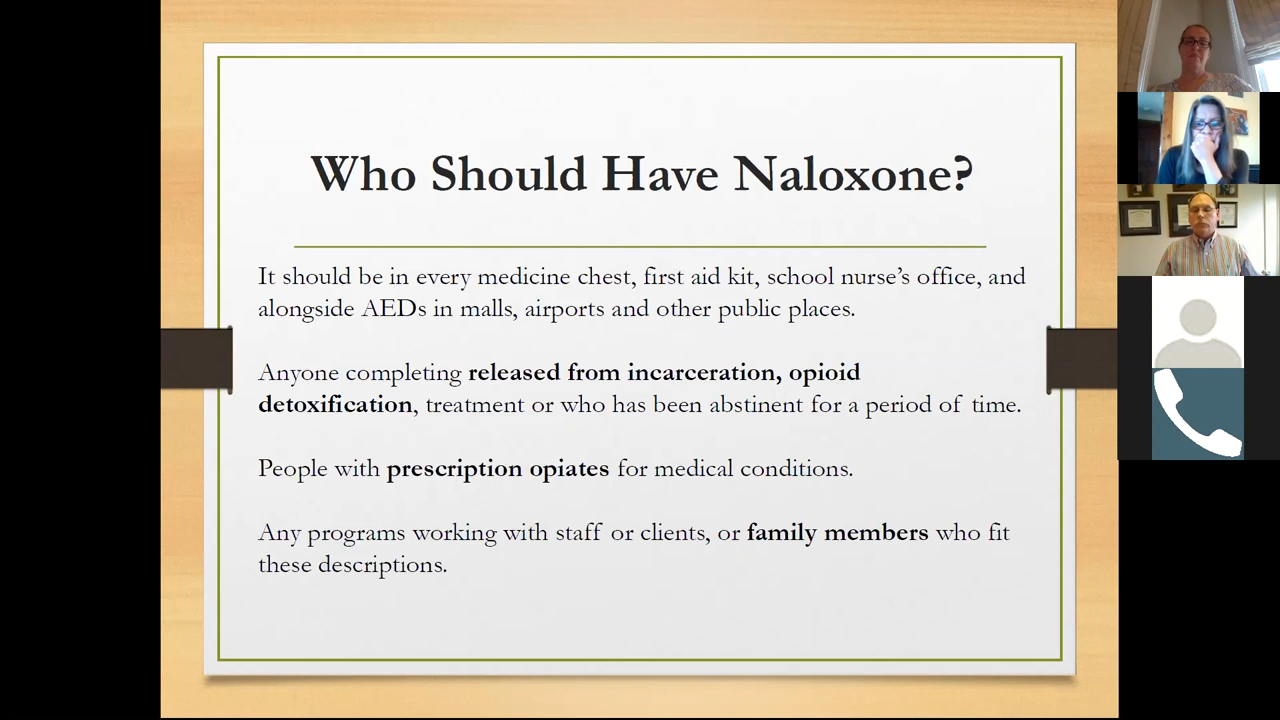 Who Should Have Naloxone?
It should be in every medicine chest, first aid kit, school nurse’s office, and
alongside AEDs in malls, airports and other public places.
Anyone completing released from incarceration, opioid
detoxification, treatment or who has been abstinent for a period of time.
People with prescription opiates for medical conditions.
Any programs working with staff or clients, or family members who fit
these descriptions.